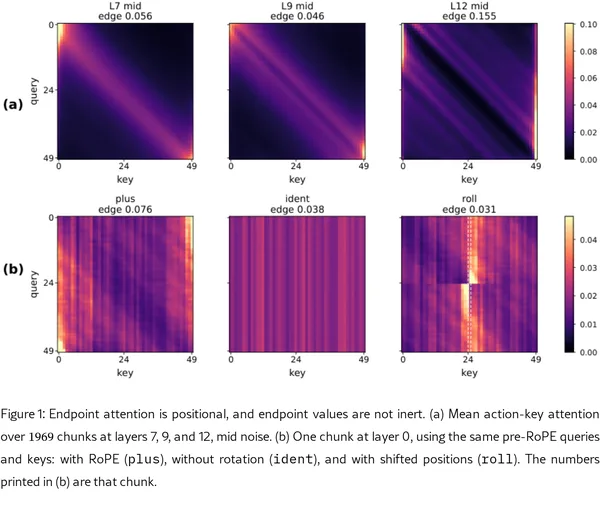 L7 mid
edge 0.056
L9 mid
edge 0.046
L12 mid
edge 0.155
(a)
query
0
24
49
0 24 49
key
0 24 49
key
0 24 49
key
0.10
0.08
0.06
0.04
0.02
0.00
plus
edge 0.076
ident
edge 0.038
roll
edge 0.031
(b)
query
0
24
49
0 24 49
key
0 24 49
key
0 24 49
key
0.04
0.03
0.02
0.01
0.00
Figure 1: Endpoint attention is positional, and endpoint values are not inert. (a) Mean action-key attention
over 1969 chunks at layers 7, 9, and 12, mid noise. (b) One chunk at layer 0, using the same pre-RoPE queries
and keys: with RoPE (plus), without rotation (ident), and with shifted positions (roll). The numbers
printed in (b) are that chunk.